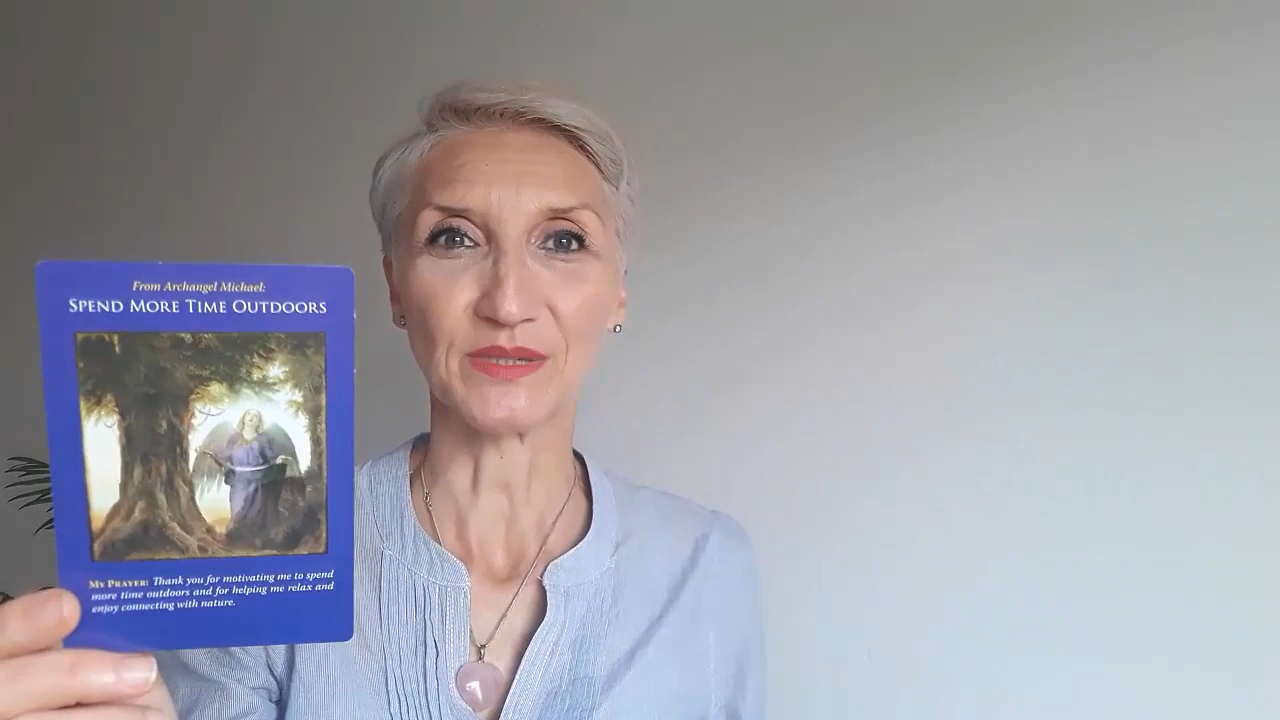 From Archangel Michael:
Spend More Time Outdoors
My Prayer: Thank you for motivating me to spend
more time outdoors and for helping me relax and
enjoy connecting with nature.